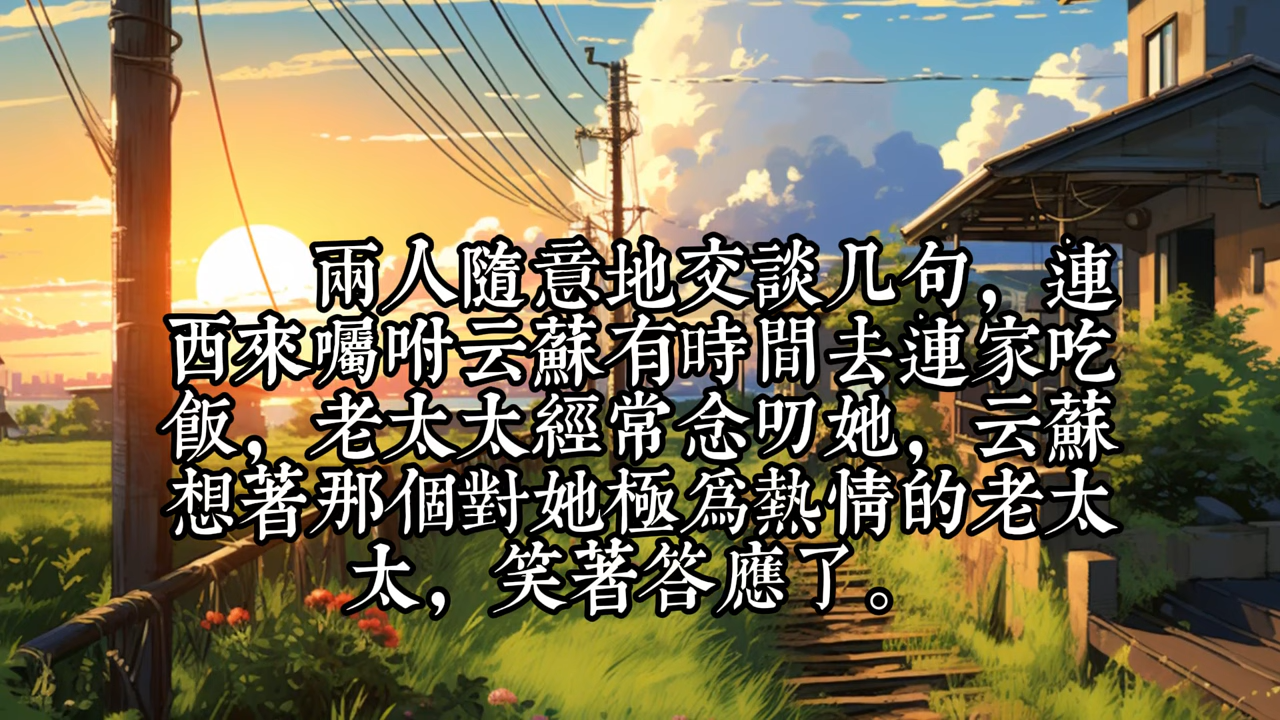 兩人隨意地交談几句，連
西來囑咐云蘇有時間去連家吃
飯，老太太經常念叨她，云蘇
想著那個對她極爲熱情的老太
太，笑著答應了。